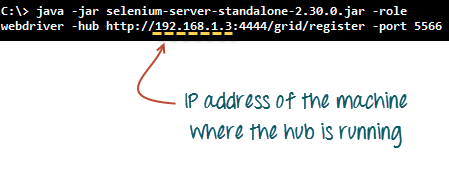 C:\> java -jar selenium-server-standalone-2.30.0.jar -role
webdriver -hub http://192.168.1.3:4444/grid/register -port 5566
IP address of the machine
where the hub is running